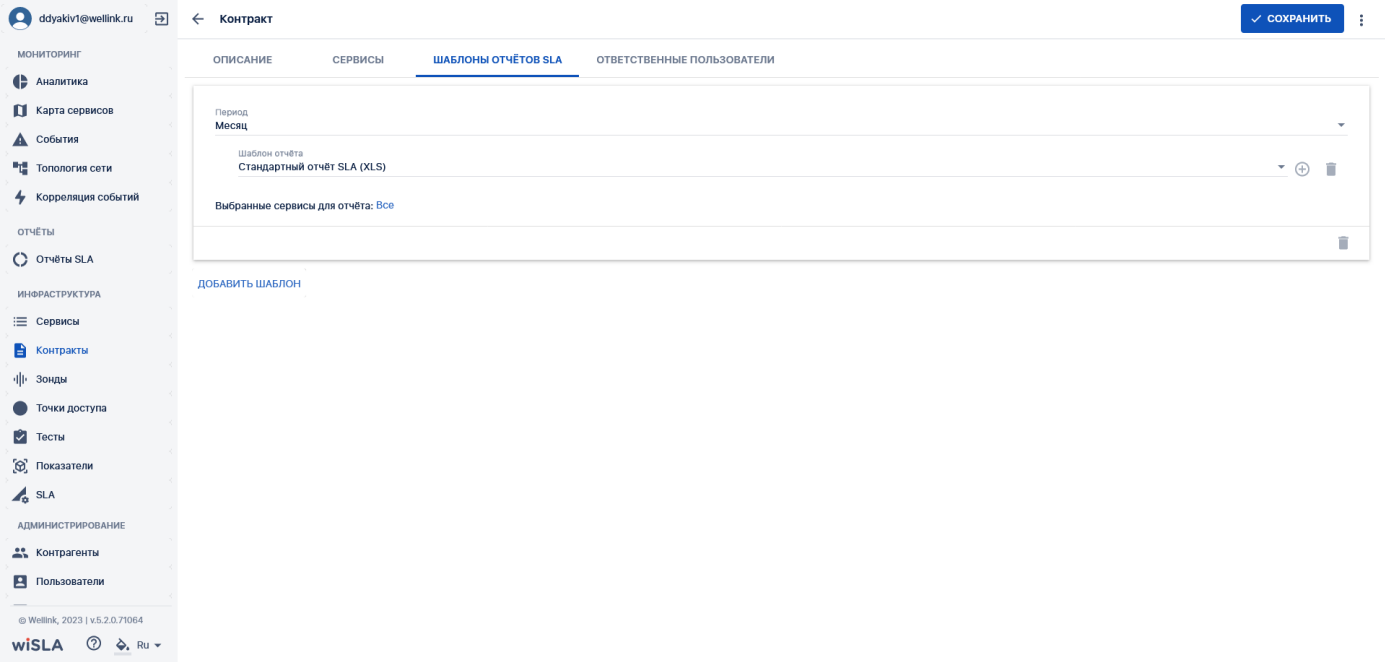 ddyakiv1@wellink.ru
МОНИТОРИНГ
Аналитика
Карта сервисов
События
Топология сети
Корреляция событий
ОТЧЁТЫ
Отчёты SLA
ИНФРАСТРУКТУРА
Сервисы
Контракты
Зонды
Точки доступа
Тесты
Показатели
SLA
АДМИНИСТРИРОВАНИЕ
Контрагенты
Пользователи
© Wellink, 2023 | v.5.2.0.71064
wiSLA
Ru
Контракт
СОХРАНИТЬ
ОПИСАНИЕ
СЕРВИСЫ
ШАБЛОНЫ ОТЧЁТОВ SLA
ОТВЕТСТВЕННЫЕ ПОЛЬЗОВАТЕЛИ
Период
Месяц
Шаблон отчёта
Стандартный отчёт SLA (XLS)
Выбранные сервисы для отчёта: Все
ДОБАВИТЬ ШАБЛОН